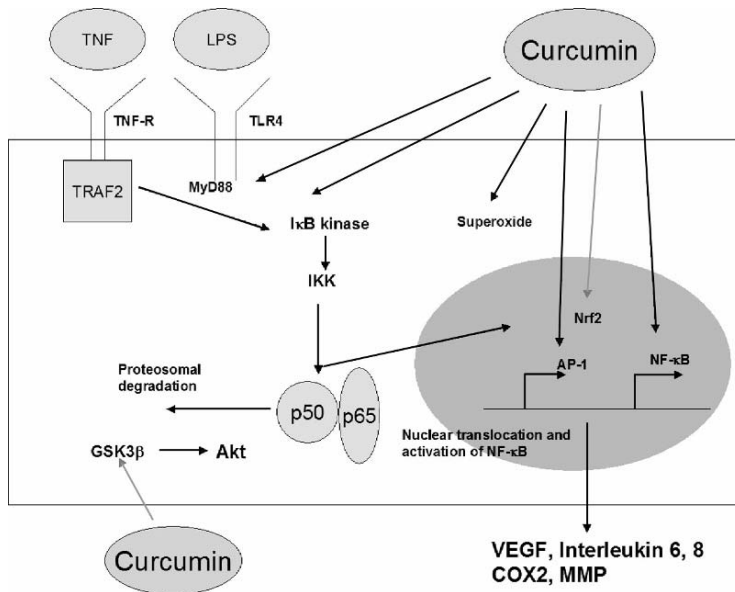 TNF
LPS
Curcumin
TNF-R
TLR4
TRAF2
MyD88
IκB kinase
Superoxide
IKK
Nrf2
AP-1
NF-κB
Proteosomal
degradation
p50
p65
Nuclear translocation and
activation of NF-κB
GSK3β
Akt
Curcumin
VEGF, Interleukin 6, 8
COX2, MMP